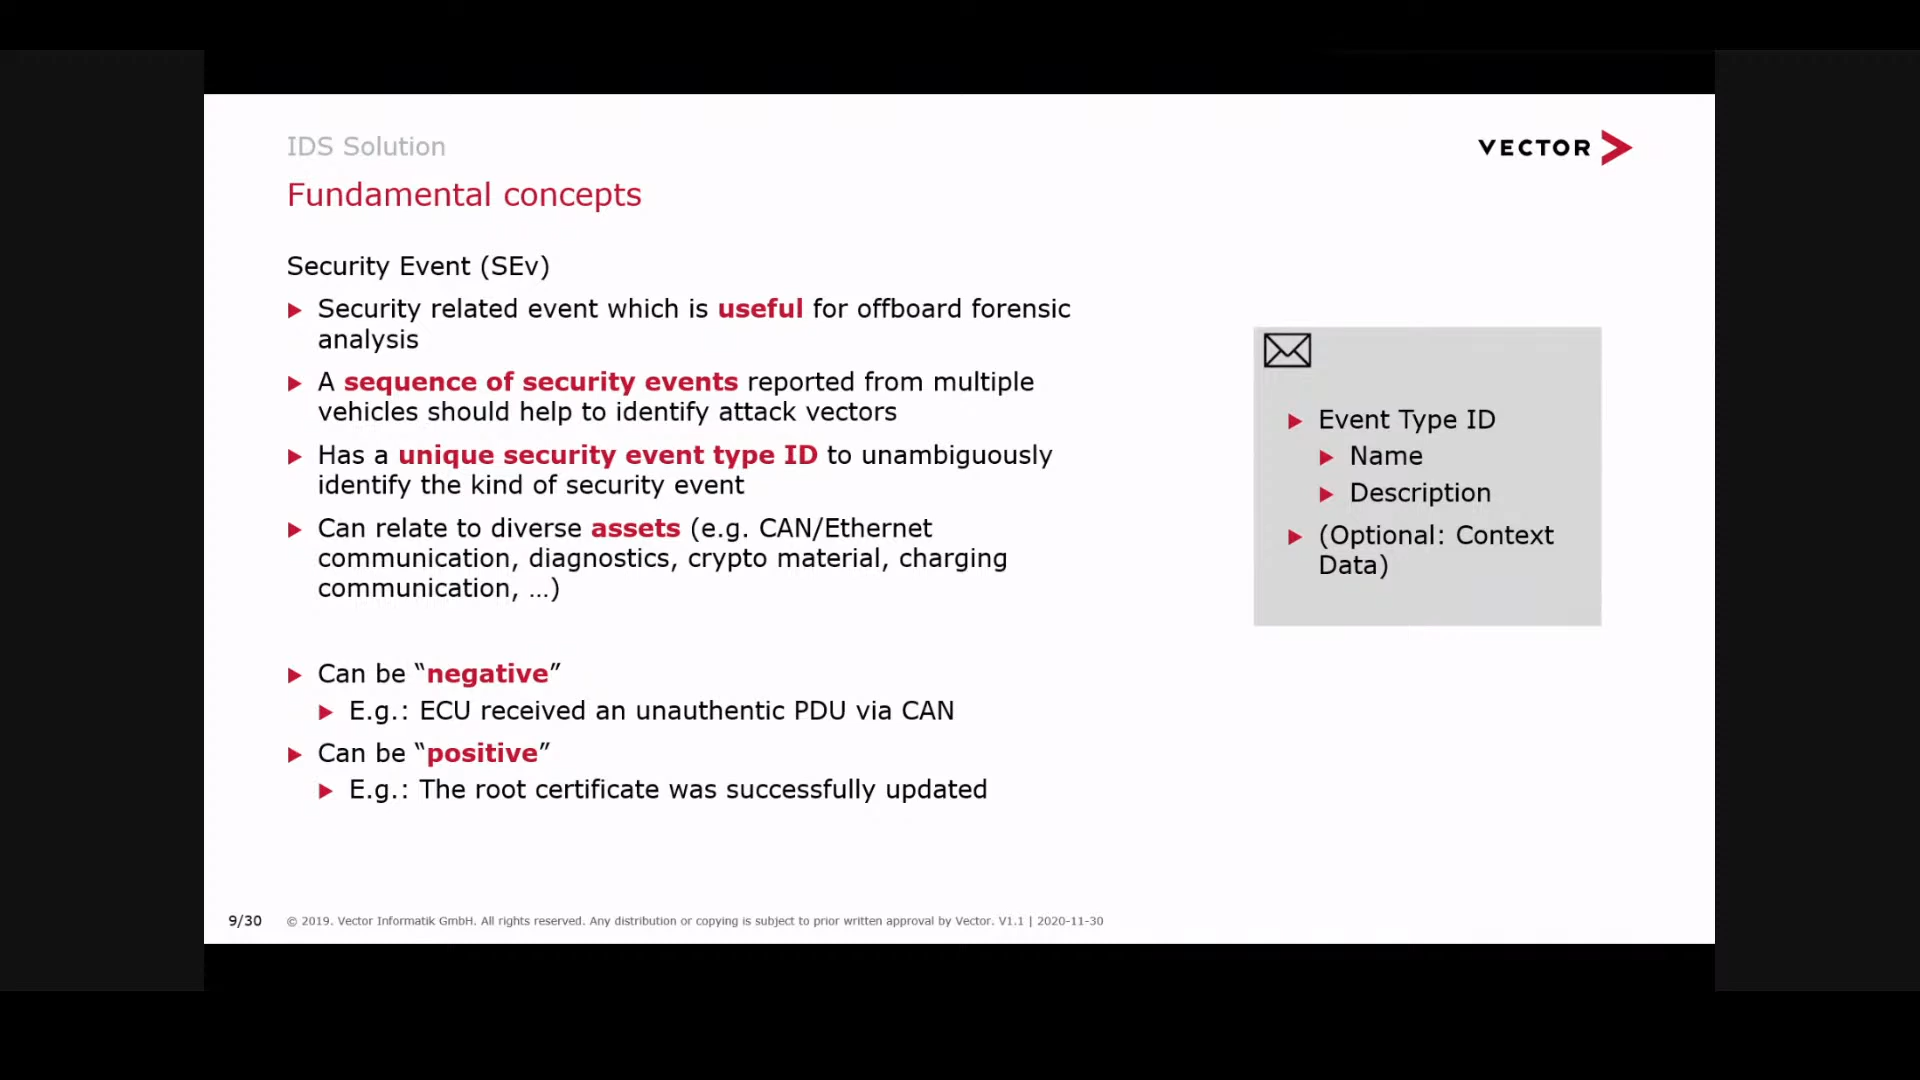 IDS Solution
VECTOR
Fundamental concepts
Security Event (SEv)
Security related event which is useful for offboard forensic
analysis
A sequence of security events reported from multiple
vehicles should help to identify attack vectors
Has a unique security event type ID to unambiguously
identify the kind of security event
Can relate to diverse assets (e.g. CAN/Ethernet
communication, diagnostics, crypto material, charging
communication, …)
Can be “negative”
E.g.: ECU received an unauthentic PDU via CAN
Can be “positive”
E.g.: The root certificate was successfully updated
Event Type ID
Name
Description
(Optional: Context
Data)
9/30
© 2019. Vector Informatik GmbH. All rights reserved. Any distribution or copying is subject to prior written approval by Vector. V1.1 | 2020-11-30